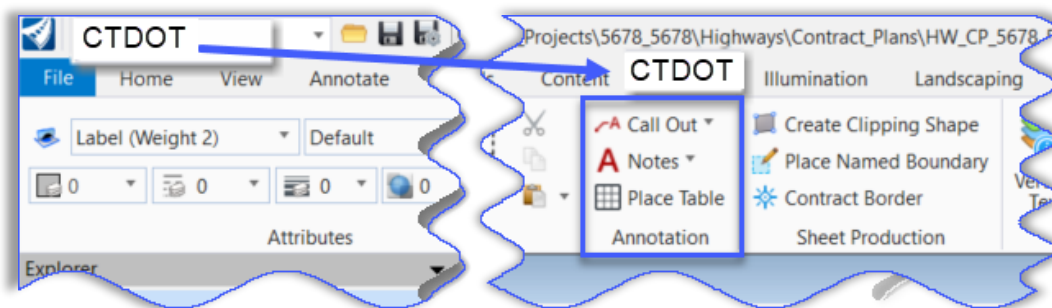 CTDOT
Projects\5678_5678\Highways\Contract_Plans\HW_CP_5678
File Home View Annotate
Content CTDOT Illumination Landscaping
Label (Weight 2) Default
Call Out Create Clipping Shape
0 0 0 0
Notes Place Named Boundary
Place Table Contract Border
Attributes
Annotation Sheet Production
Explorer